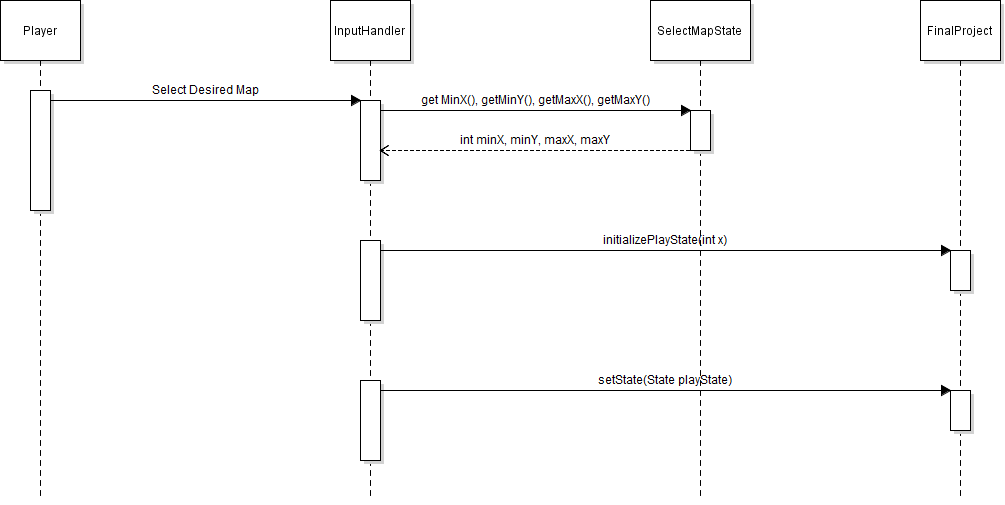 Player
InputHandler
SelectMapState
FinalProject
Select Desired Map
get MinX(), getMinY(), getMaxX(), getMaxY()
int minX, minY, maxX, maxY
initializePlayState(int x)
setState(State playState)